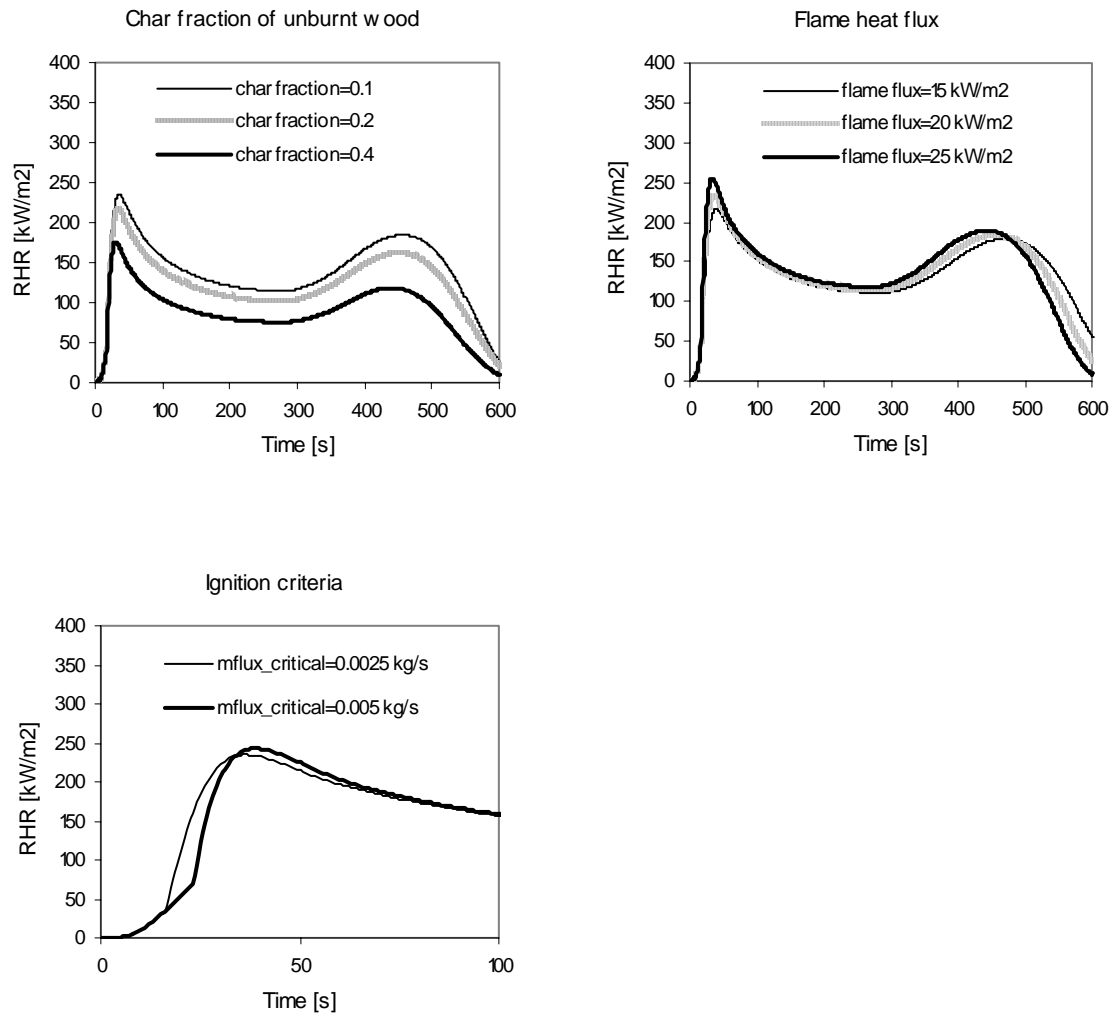 Char fraction of unburnt wood
400
350
300
250
200
150
100
50
0
RHR [kW/m2]
char fraction=0.1
char fraction=0.2
char fraction=0.4
0 100 200 300 400 500 600
Time [s]
Flame heat flux
400
350
300
250
200
150
100
50
0
RHR [kW/m2]
flame flux=15 kW/m2
flame flux=20 kW/m2
flame flux=25 kW/m2
0 100 200 300 400 500 600
Time [s]
Ignition criteria
400
350
300
250
200
150
100
50
0
RHR [kW/m2]
mflux_critical=0.0025 kg/s
mflux_critical=0.005 kg/s
0 50 100
Time [s]